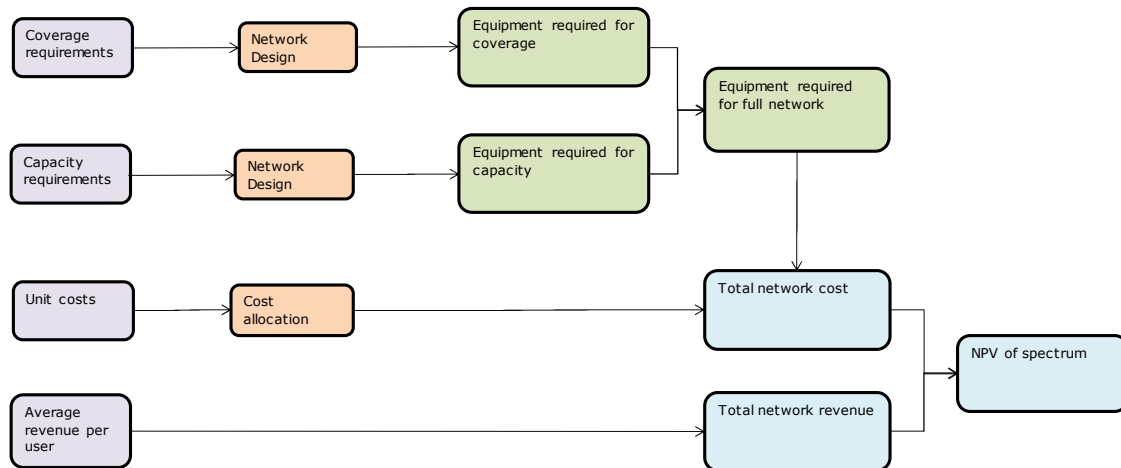 Coverage
requirements
Network
Design
Equipment required for
coverage
Equipment required
for full network
Capacity
requirements
Network
Design
Equipment required for
capacity
Unit costs
Cost
allocation
Total network cost
NPV of spectrum
Average
revenue per
user
Total network revenue